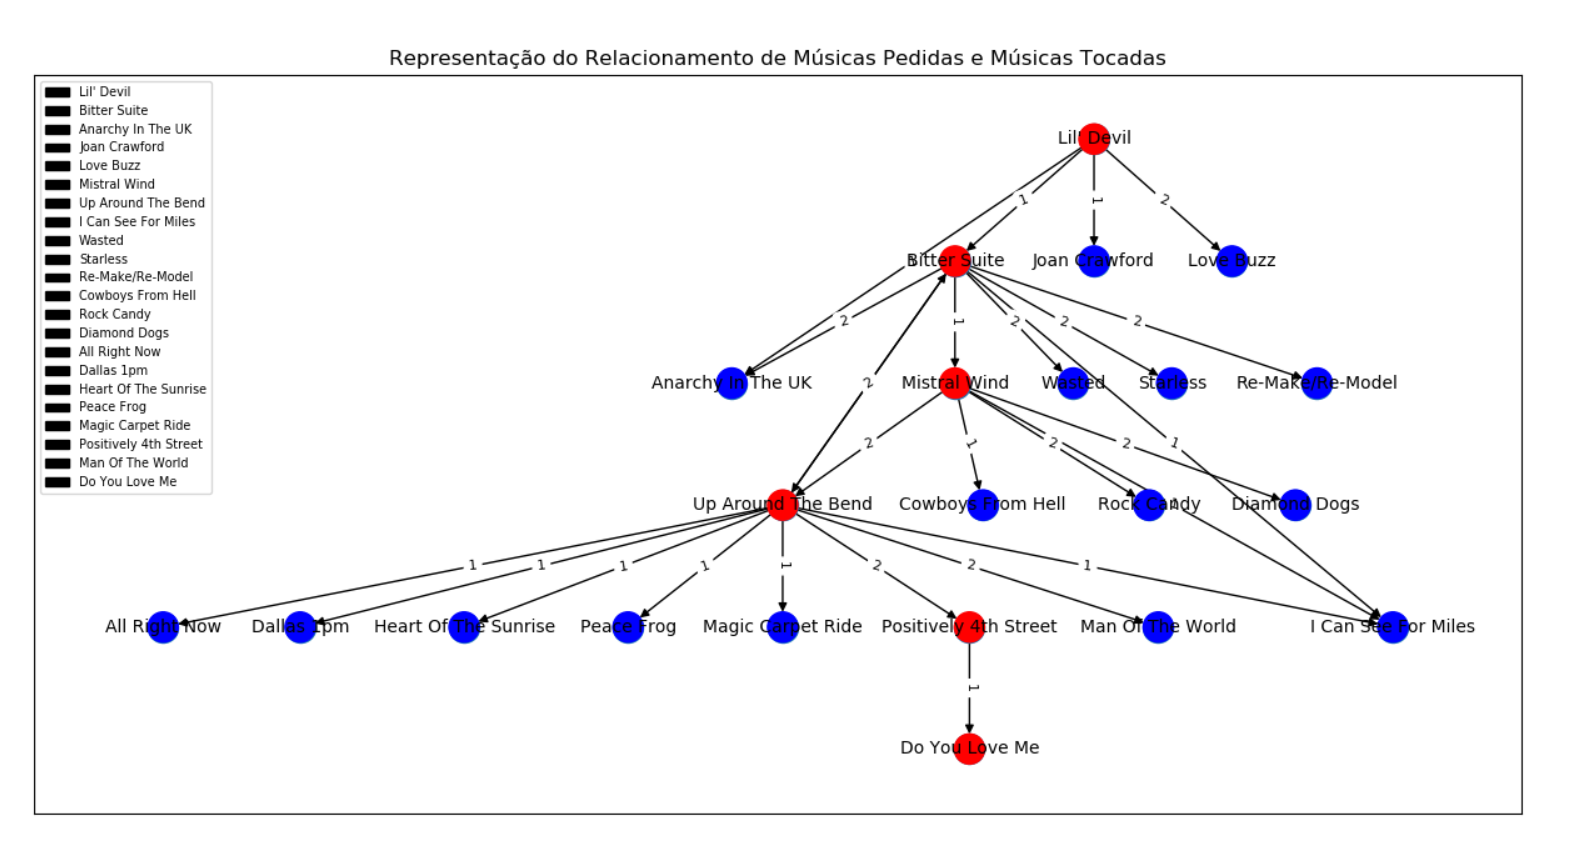 Representação do Relacionamento de Músicas Pedidas e Músicas Tocadas
Lil' Devil
Bitter Suite
Anarchy In The UK
Joan Crawford
Love Buzz
Mistral Wind
Up Around The Bend
I Can See For Miles
Wasted
Starless
Re-Make/Re-Model
Cowboys From Hell
Rock Candy
Diamond Dogs
All Right Now
Dallas 1pm
Heart Of The Sunrise
Peace Frog
Magic Carpet Ride
Positively 4th Street
Man Of The World
Do You Love Me
Lil' Devil
1 1 2
Bitter Suite Joan Crawford Love Buzz
2 1 2 2 2
Anarchy In The UK Mistral Wind Wasted Starless Re-Make/Re-Model
2
2 1 2 2 1
Up Around The Bend Cowboys From Hell Rock Candy Diamond Dogs
1 1 1 1 1 2 2 1
All Right Now Dallas 1pm Heart Of The Sunrise Peace Frog Magic Carpet Ride Positively 4th Street Man Of The World I Can See For Miles
1
Do You Love Me